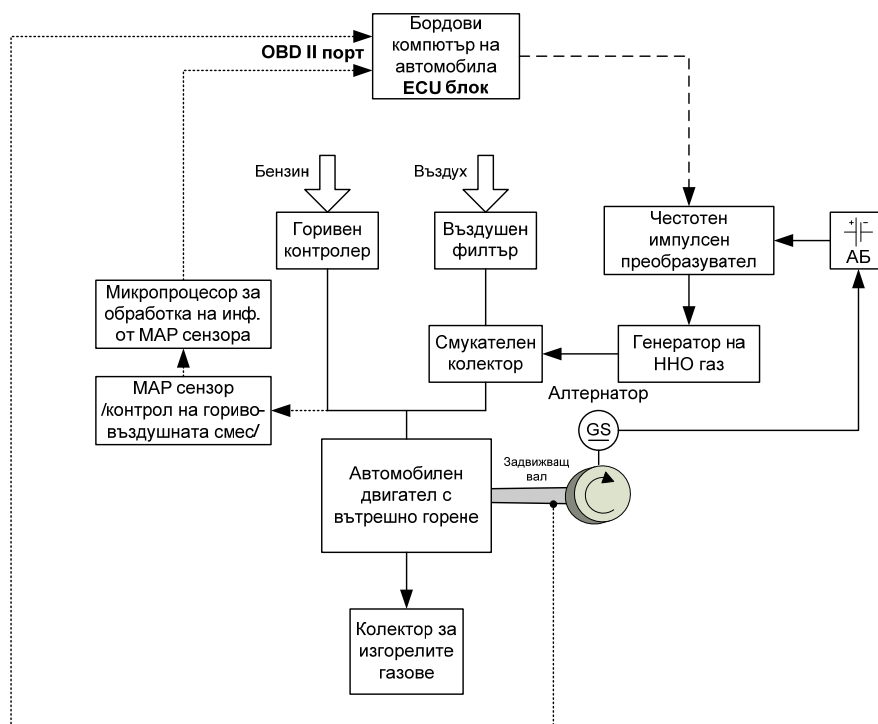 Бордови
компютър на
автомобила
ECU блок
OBD II порт
Бензин
Въздух
Горивен
контролер
Въздушен
филтър
Честотен
импулсен
преобразувател
+ -
АБ
Микропроцесор за
обработка на инф.
от MAP сензора
Смукателен
колектор
Генератор на
HHO газ
MAP сензор
/контрол на гориво-
въздушната смес/
Алтернатор
GS
Задвижващ
вал
Автомобилен
двигател с
вътрешно горене
Колектор за
изгорелите
газове